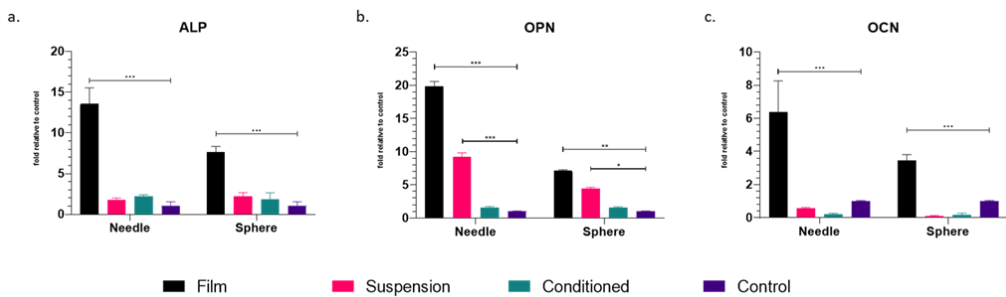 a.
ALP
fold relative to control
20
15
10
5
0
***
***
Needle
Sphere
b.
OPN
fold relative to control
25
20
15
10
5
0
***
***
**
*
Needle
Sphere
c.
OCN
fold relative to control
10
8
6
4
2
0
***
***
Needle
Sphere
Film
Suspension
Conditioned
Control